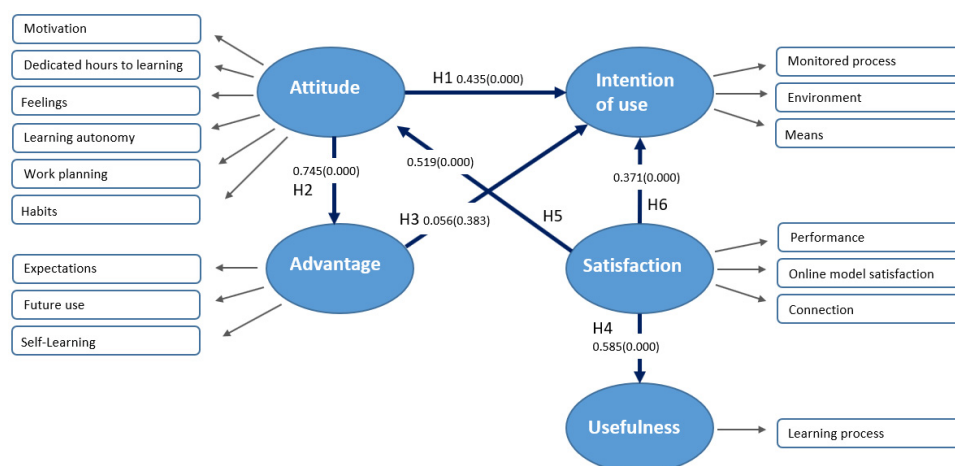 Motivation
Dedicated hours to learning
Feelings
Learning autonomy
Work planning
Habits
Attitude
H1 0.435(0.000)
Intention
of use
Monitored process
Environment
Means
0.745(0.000)
H2
0.519(0.000)
0.371(0.000)
H3 0.056(0.383)
H5
H6
Expectations
Future use
Self-Learning
Advantage
Satisfaction
Performance
Online model satisfaction
Connection
H4
0.585(0.000)
Usefulness
Learning process